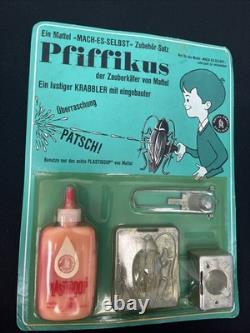 Ein Mattel «MACH-ES-SELBST» Zubehör-Satz
Pfiffikus
der Zauberkäfer von Mattel
Ein lustiger KRABBLER mit eingebauter
Überraschung
PATSCH!
Benutze nur das echte PLASTIGOOP von Mattel
PLASTIGOOP